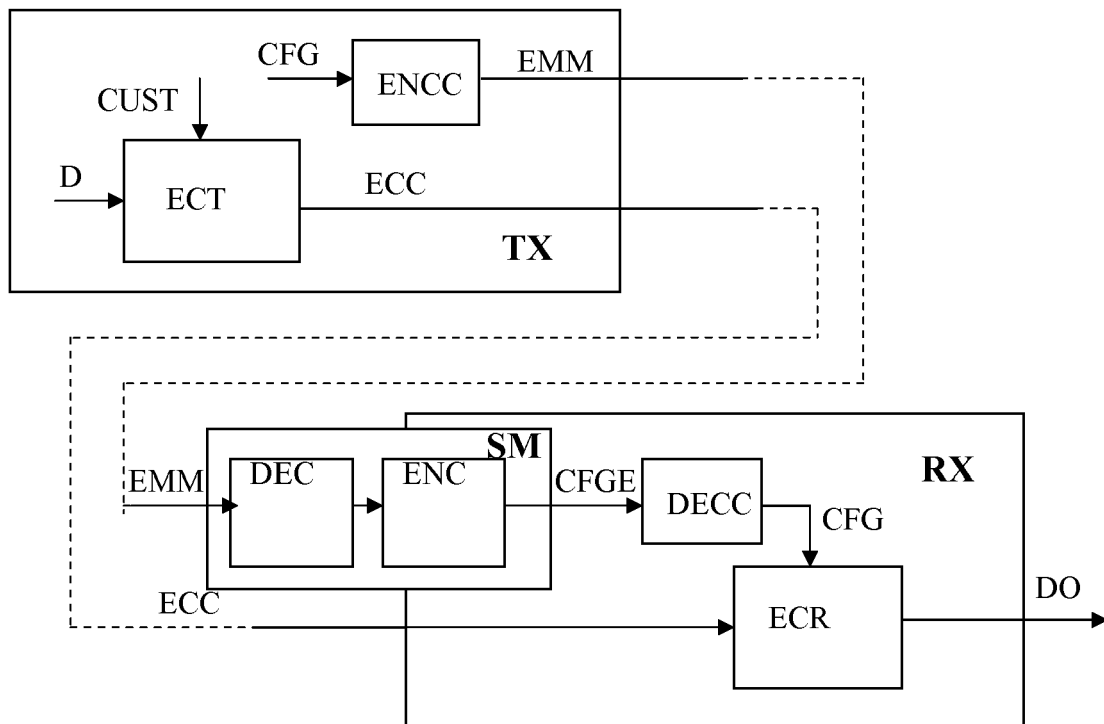 CFG
ENCC
EMM
CUST
D
ECT
ECC
TX
SM
RX
EMM
DEC
ENC
CFGE
DECC
CFG
ECC
ECR
DO